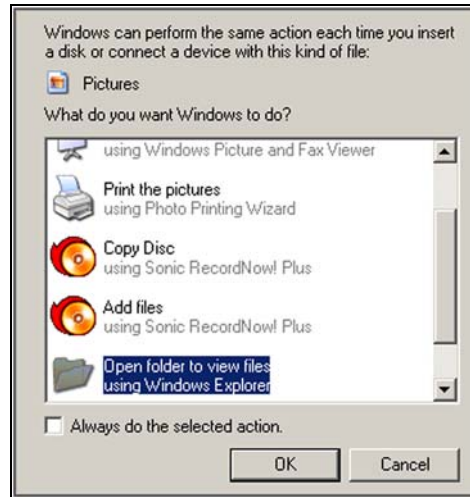 Windows can perform the same action each time you insert
a disk or connect a device with this kind of file:
Pictures
What do you want Windows to do?
using Windows Picture and Fax Viewer
Print the pictures
using Photo Printing Wizard
Copy Disc
using Sonic RecordNow! Plus
Add files
using Sonic RecordNow! Plus
Open folder to view files
using Windows Explorer
Always do the selected action.
OK
Cancel